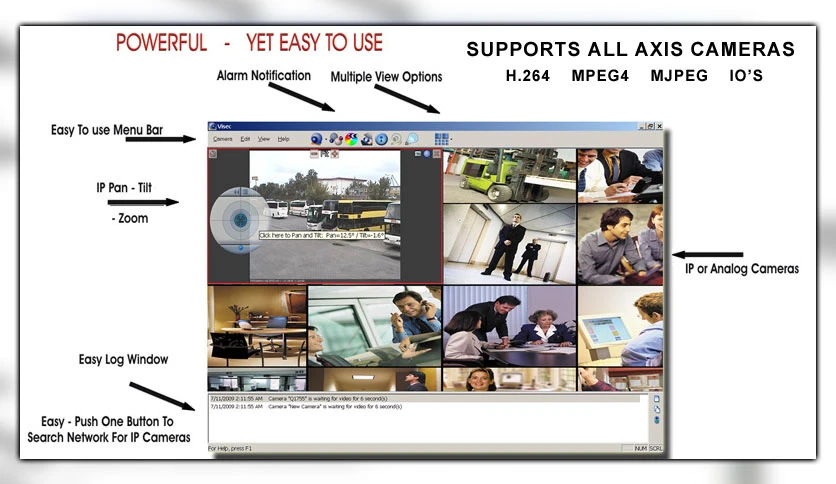 POWERFUL - YET EASY TO USE
SUPPORTS ALL AXIS CAMERAS
H.264 MPEG4 MJPEG IO'S
Alarm Notification
Multiple View Options
Easy To use Menu Bar
IP Pan - Tilt
- Zoom
Visec
Camera Edit View Help
Click here to Pan and Tilt; Pan=12.5° / Tilt=-1.6°
IP or Analog Cameras
Easy Log Window
7/11/2009 2:11:55 AM Camera "Q1755" is waiting for video for 6 second(s)
7/11/2009 2:11:55 AM Camera "New Camera" is waiting for video for 6 second(s)
Easy - Push One Button To
Search Network For IP Cameras
For Help, press F1
NUM SCRL